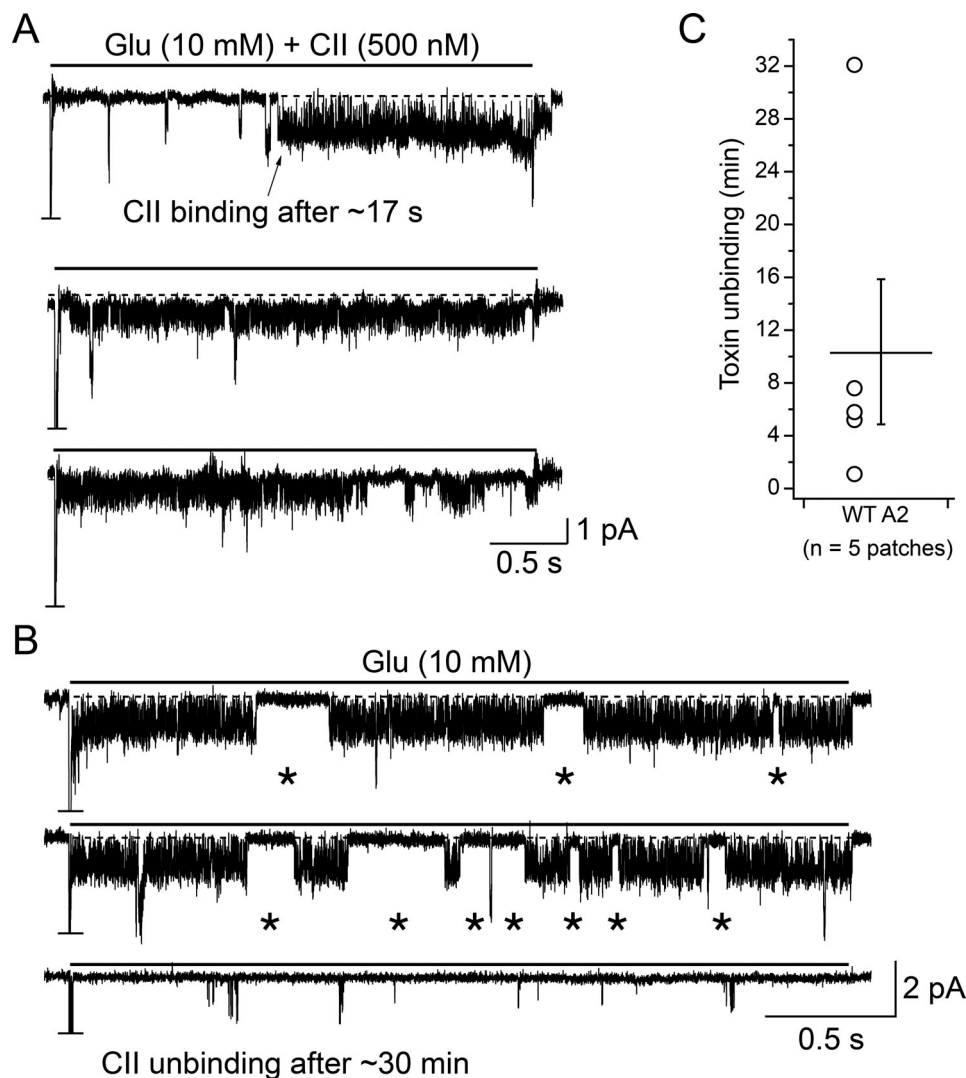 A
Glu (10 mM) + CII (500 nM)
CII binding after ~17 s
1 pA
0.5 s
C
Toxin unbinding (min)
32
28
24
20
16
12
8
4
0
WT A2
(n = 5 patches)
B
Glu (10 mM)
* * *
* * * * * * *
2 pA
0.5 s
CII unbinding after ~30 min